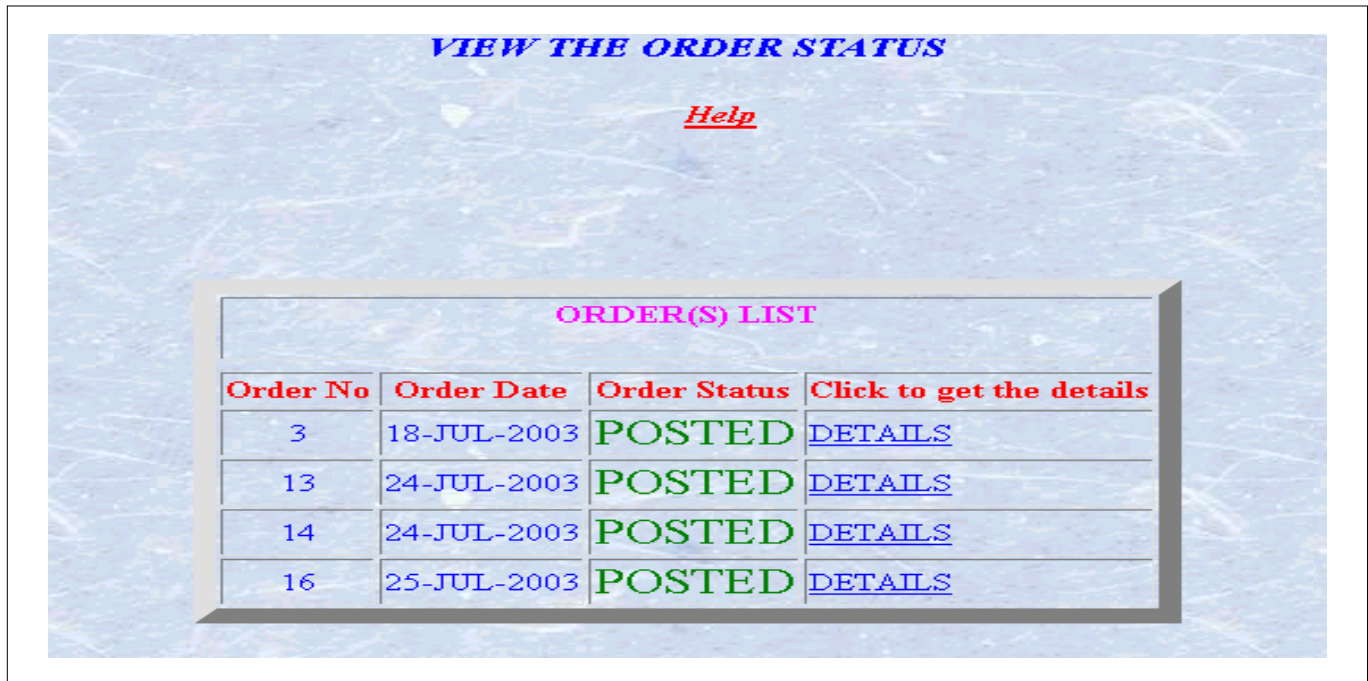 VIEW THE ORDER STATUS
Help
ORDER(S) LIST
Order No Order Date Order Status Click to get the details
3 18-JUL-2003 POSTED DETAILS
13 24-JUL-2003 POSTED DETAILS
14 24-JUL-2003 POSTED DETAILS
16 25-JUL-2003 POSTED DETAILS